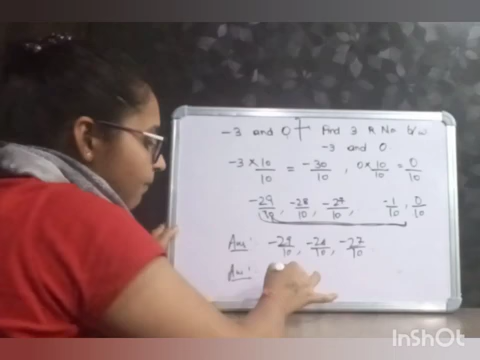 -3 and 0 } Find 3 R No b/w
-3 and 0
-3 × 10/10 = -30/10 , 0 × 10/10 = 0/10
-29/10 , -28/10 , -27/10 , -1/10 , 0/10
Ans: -29/10 , -28/10 , -27/10
Ans:
InShOt